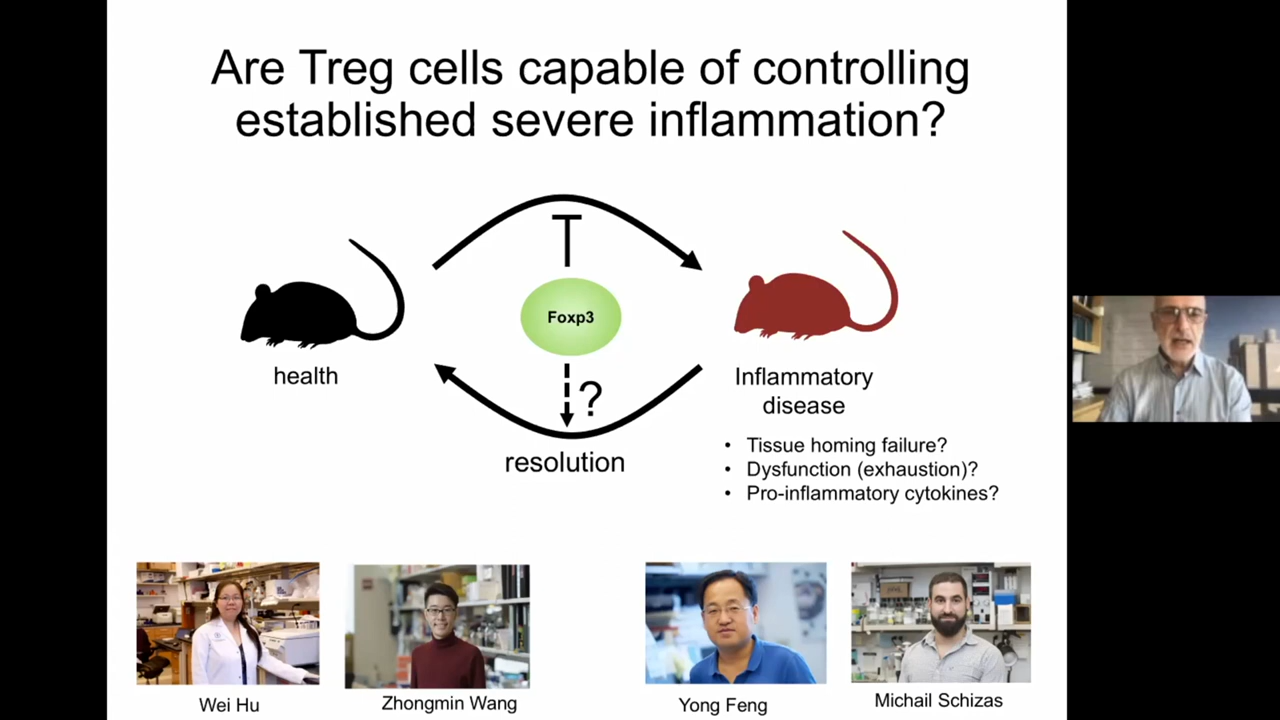 Are Treg cells capable of controlling
established severe inflammation?
Foxp3
health
?
Inflammatory
disease
resolution
• Tissue homing failure?
• Dysfunction (exhaustion)?
• Pro-inflammatory cytokines?
Wei Hu
Zhongmin Wang
Yong Feng
Michail Schizas